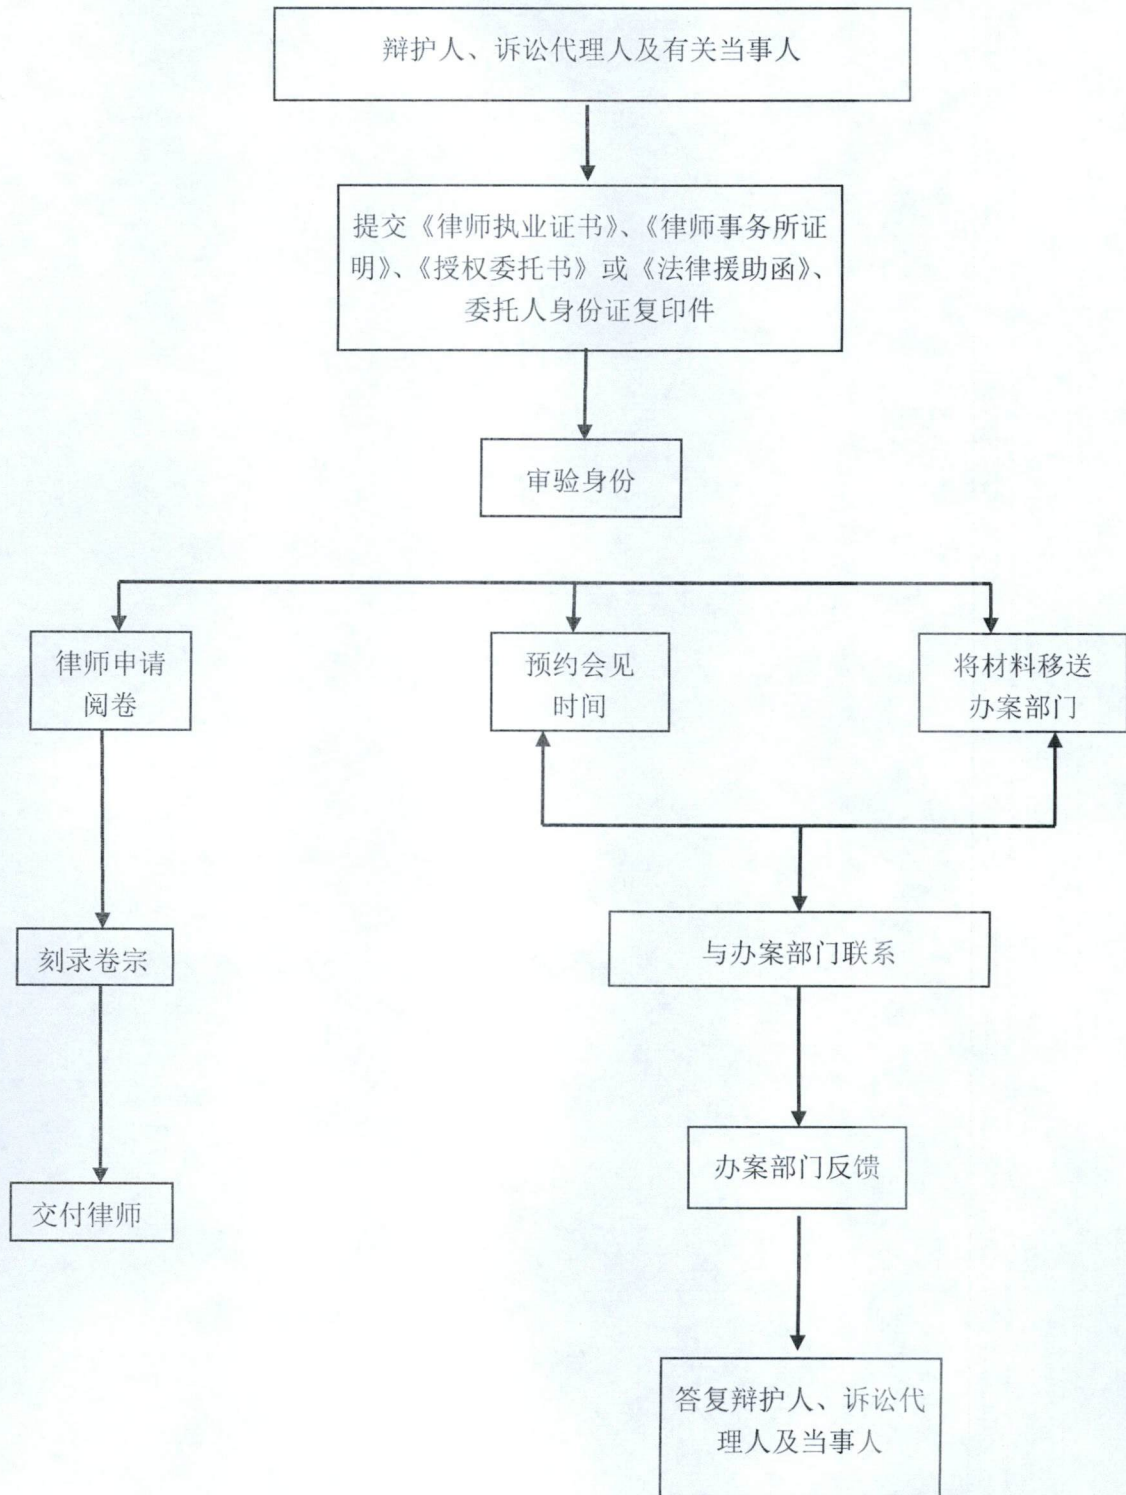 辩护人、诉讼代理人及有关当事人
提交《律师执业证书》、《律师事务所证
明》、《授权委托书》或《法律援助函》、
委托人身份证复印件
审验身份
律师申请
阅卷
预约会见
时间
将材料移送
办案部门
刻录卷宗
与办案部门联系
办案部门反馈
交付律师
答复辩护人、诉讼代
理人及当事人